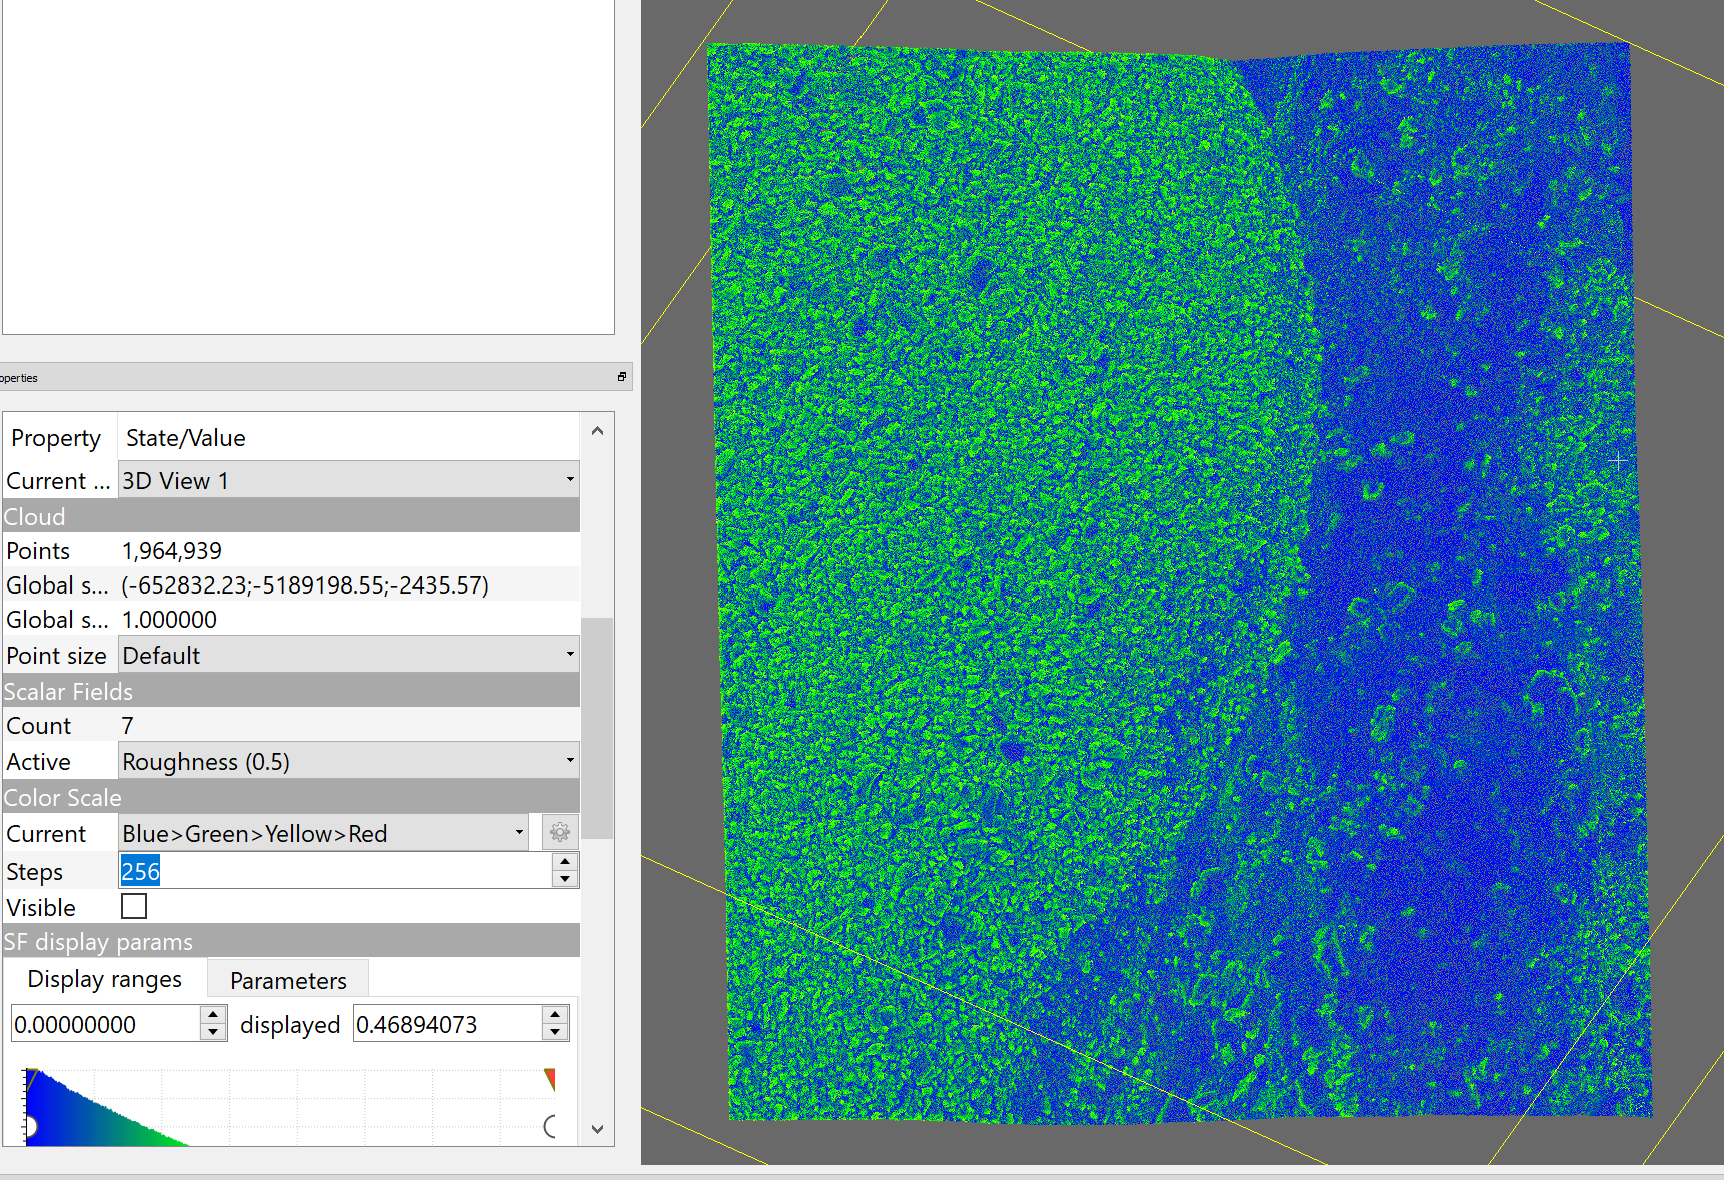 operties
Property State/Value
Current ... 3D View 1
Cloud
Points 1,964,939
Global s... (-652832.23;-5189198.55;-2435.57)
Global s... 1.000000
Point size Default
Scalar Fields
Count 7
Active Roughness (0.5)
Color Scale
Current Blue>Green>Yellow>Red
Steps 256
Visible
SF display params
Display ranges Parameters
0.00000000 displayed 0.46894073